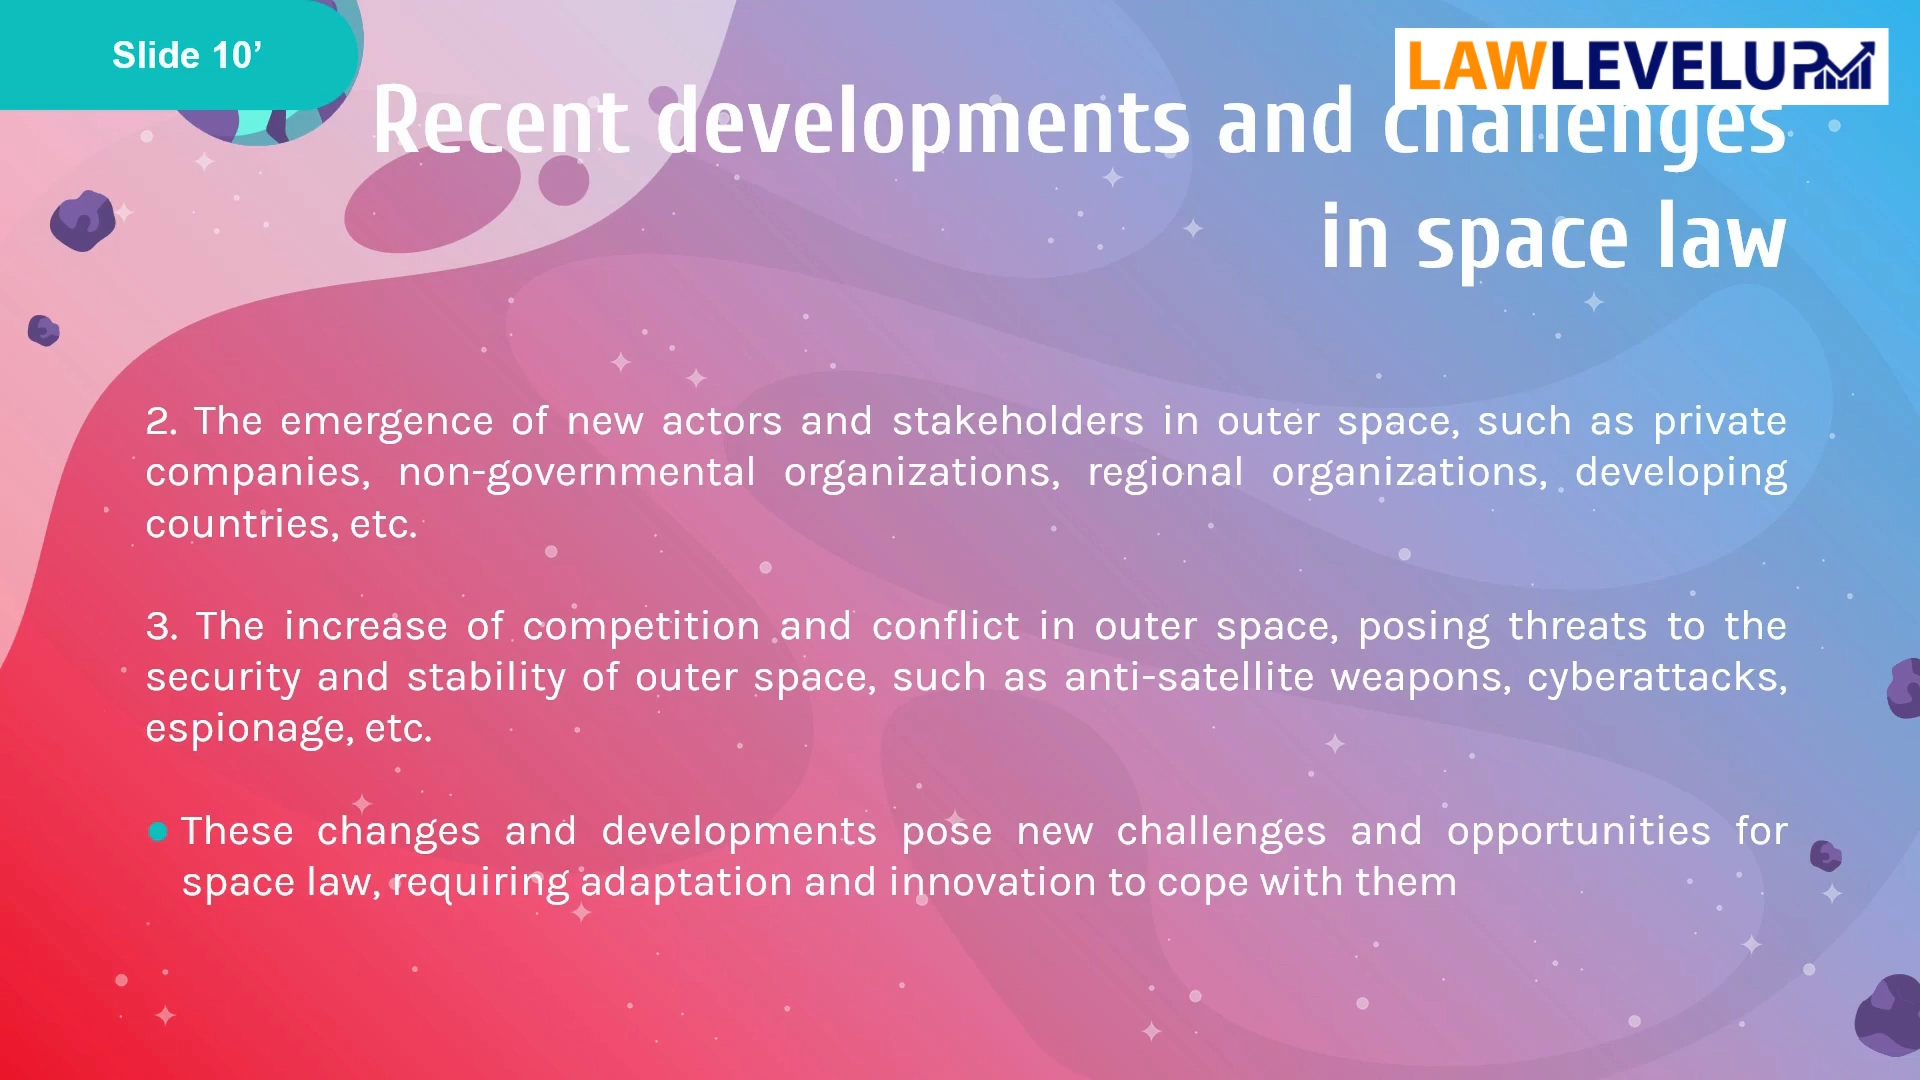 Slide 10’
LAWLEVELUP
Recent developments and challenges
in space law
2. The emergence of new actors and stakeholders in outer space, such as private
companies, non-governmental organizations, regional organizations, developing
countries, etc.
3. The increase of competition and conflict in outer space, posing threats to the
security and stability of outer space, such as anti-satellite weapons, cyberattacks,
espionage, etc.
These changes and developments pose new challenges and opportunities for
space law, requiring adaptation and innovation to cope with them